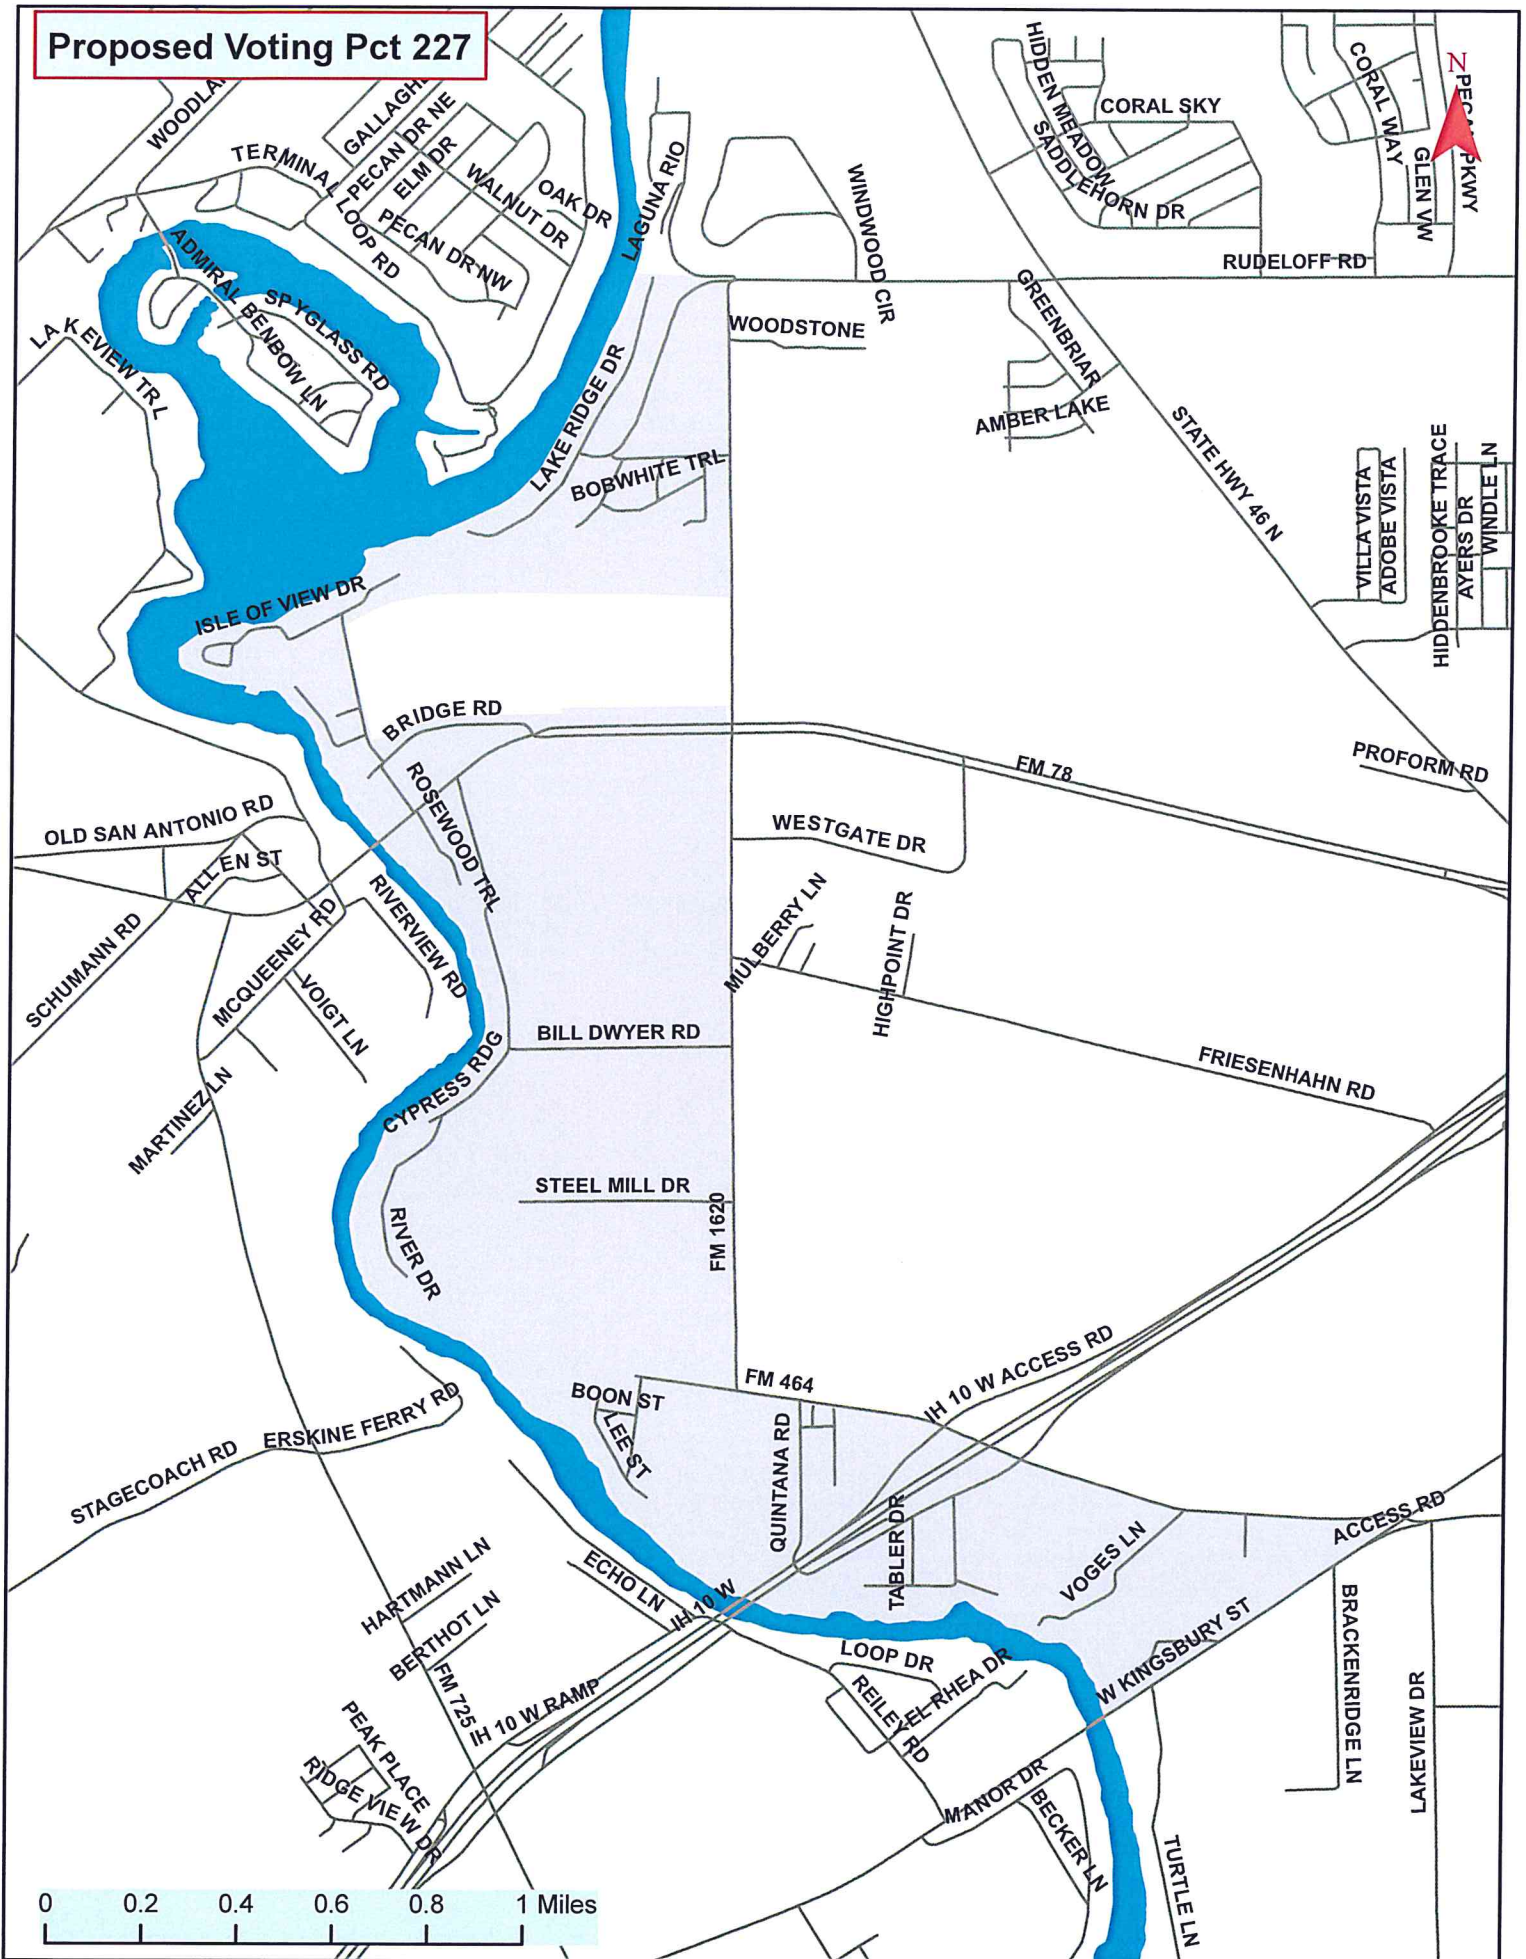 Proposed Voting Pct 227
N
WOODLA
GALLAGHE
PECAN DR NE
ELM DR
TERMINAL LOOP RD
WALNUT DR
OAK DR
PECAN DR NW
LAGUNA RIO
WINDWOOD CIR
HIDDEN MEADOW
CORAL SKY
SADDLEHORN DR
CORAL WAY
GLEN VW
PKWY
RUDELOFF RD
ADMIRAL BENBOW LN
SPYGLASS RD
LAKEVIEW TRL
LAKE RIDGE DR
BOBWHITE TRL
WOODSTONE
GREENBRIAR
AMBER LAKE
STATE HWY 46 N
VILLA VISTA
ADOBE VISTA
HIDDENBROOKE TRACE
AYERS DR
WINDLE LN
ISLE OF VIEW DR
BRIDGE RD
ROSEWOOD TRL
FM 78
PROFORM RD
OLD SAN ANTONIO RD
ALLEN ST
WESTGATE DR
SCHUMANN RD
MCQUEENEY RD
RIVERVIEW RD
VOIGT LN
MULBERRY LN
HIGHPOINT DR
MARTINEZ LN
CYPRESS RDG
BILL DWYER RD
FRIESENHAHN RD
STEEL MILL DR
RIVER DR
FM 1620
FM 464
IH 10 W ACCESS RD
BOON ST
LEE ST
STAGECOACH RD
ERSKINE FERRY RD
QUINTANA RD
TABLER DR
VOGES LN
ACCESS RD
HARTMANN LN
BERTHOT LN
ECHO LN
IH 10 W
W KINGSBURY ST
BRACKENRIDGE LN
LAKEVIEW DR
FM 725
IH 10 W RAMP
LOOP DR
REILEY RD
EL RHEA DR
PEAK PLACE
RIDGE VIEW DR
MANOR DR
BECKER LN
TURTLE LN
0 0.2 0.4 0.6 0.8 1 Miles